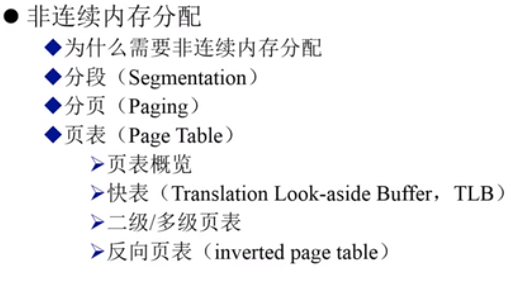 ● 非连续内存分配
◆为什么需要非连续内存分配
◆分段（Segmentation）
◆分页（Paging）
◆页表（Page Table）
➢页表概览
➢快表（Translation Look-aside Buffer，TLB）
➢二级/多级页表
➢反向页表（inverted page table）